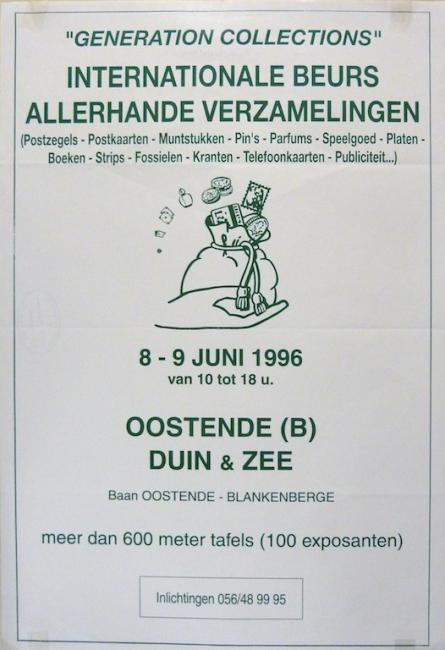 "GENERATION COLLECTIONS"
INTERNATIONALE BEURS
ALLERHANDE VERZAMELINGEN
(Postzegels - Postkaarten - Muntstukken - Pin's - Parfums - Speelgoed - Platen -
Boeken - Strips - Fossielen - Kranten - Telefoonkaarten - Publiciteit...)
8 - 9 JUNI 1996
van 10 tot 18 u.
OOSTENDE (B)
DUIN & ZEE
Baan OOSTENDE - BLANKENBERGE
meer dan 600 meter tafels (100 exposanten)
Inlichtingen 056/48 99 95